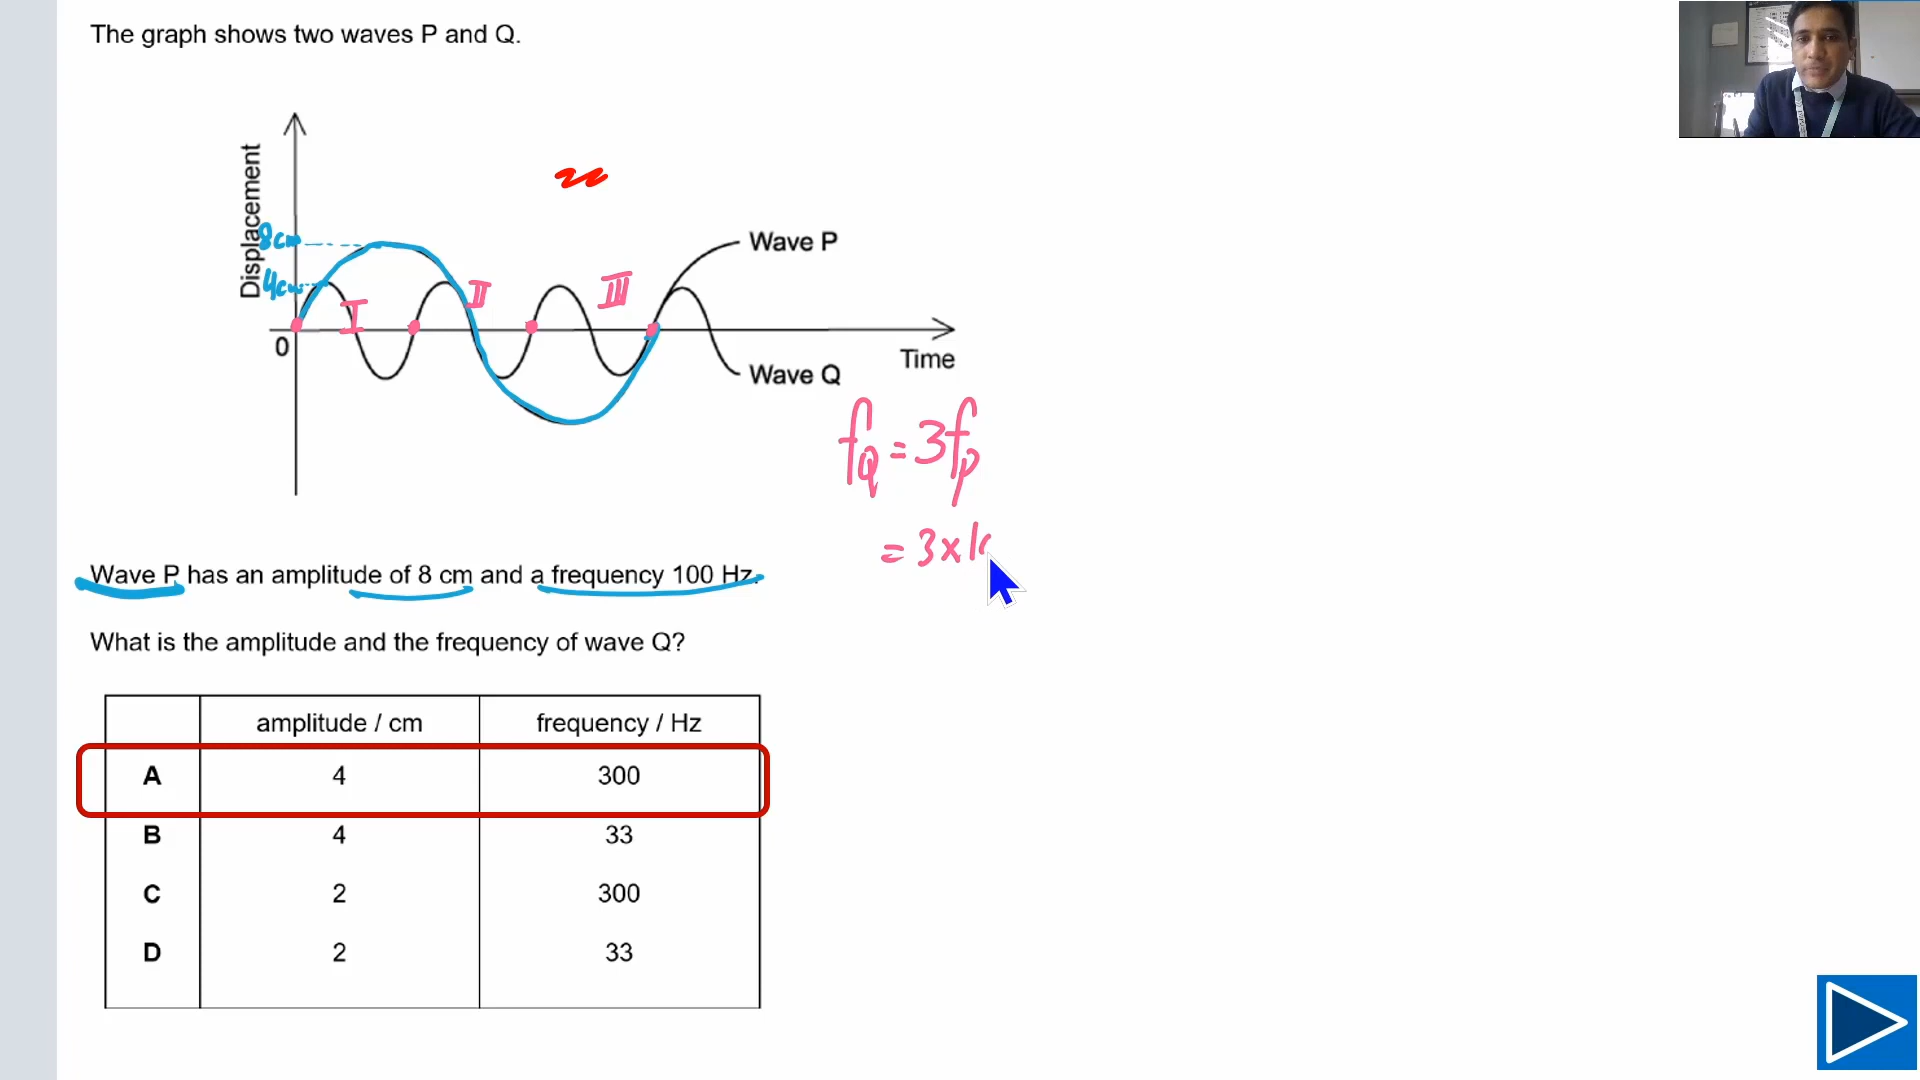 The graph shows two waves P and Q.
Displacement
8cm
4cm
I
II
III
Wave P
0
Time
Wave Q
fQ = 3fp
= 3×10
Wave P has an amplitude of 8 cm and a frequency 100 Hz.
What is the amplitude and the frequency of wave Q?
amplitude / cm frequency / Hz
A 4 300
B 4 33
C 2 300
D 2 33